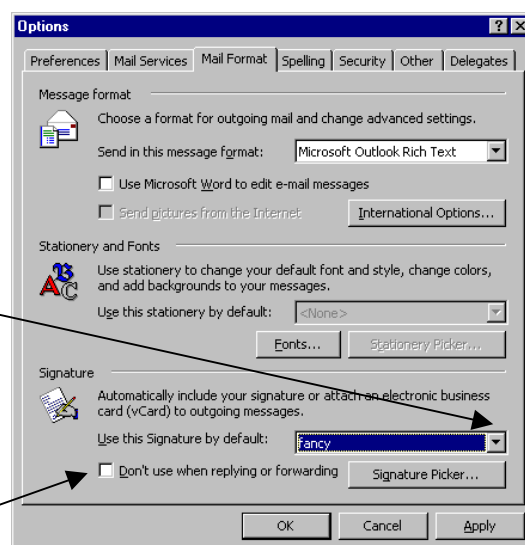 Options
Preferences Mail Services Mail Format Spelling Security Other Delegates
Message format
Choose a format for outgoing mail and change advanced settings.
Send in this message format: Microsoft Outlook Rich Text
Use Microsoft Word to edit e-mail messages
Send pictures from the Internet International Options...
Stationery and Fonts
Use stationery to change your default font and style, change colors,
and add backgrounds to your messages.
Use this stationery by default: <None>
Fonts... Stationery Picker...
Signature
Automatically include your signature or attach an electronic business
card (vCard) to outgoing messages.
Use this Signature by default: fancy
Don't use when replying or forwarding Signature Picker...
OK Cancel Apply